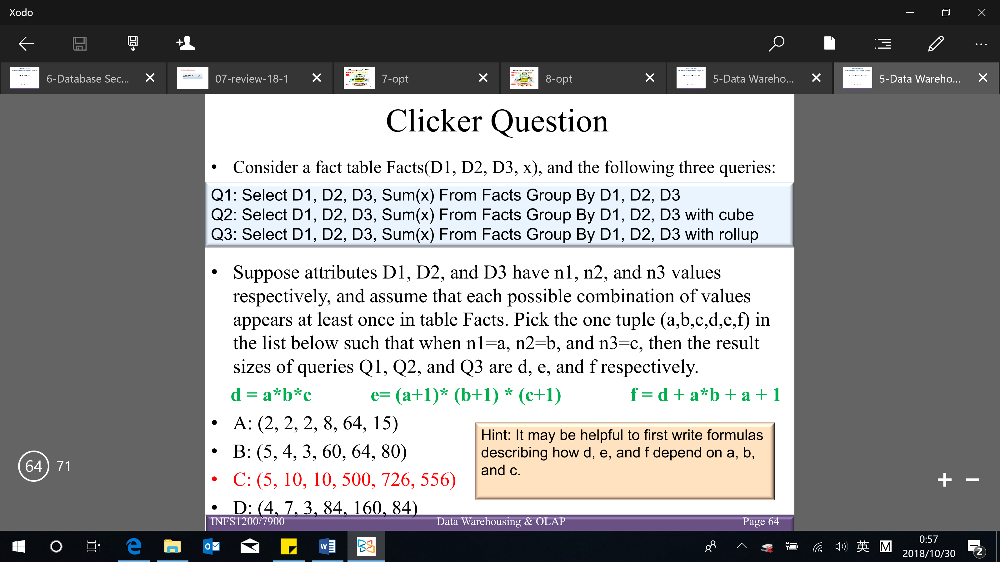 Xodo
6-Database Sec...
07-review-18-1
7-opt
8-opt
5-Data Wareho...
5-Data Wareho...
Clicker Question
• Consider a fact table Facts(D1, D2, D3, x), and the following three queries:
Q1: Select D1, D2, D3, Sum(x) From Facts Group By D1, D2, D3
Q2: Select D1, D2, D3, Sum(x) From Facts Group By D1, D2, D3 with cube
Q3: Select D1, D2, D3, Sum(x) From Facts Group By D1, D2, D3 with rollup
• Suppose attributes D1, D2, and D3 have n1, n2, and n3 values
respectively, and assume that each possible combination of values
appears at least once in table Facts. Pick the one tuple (a,b,c,d,e,f) in
the list below such that when n1=a, n2=b, and n3=c, then the result
sizes of queries Q1, Q2, and Q3 are d, e, and f respectively.
d = a*b*c e= (a+1)* (b+1) * (c+1) f = d + a*b + a + 1
• A: (2, 2, 2, 8, 64, 15)
• B: (5, 4, 3, 60, 64, 80)
• C: (5, 10, 10, 500, 726, 556)
• D: (4, 7, 3, 84, 160, 84)
Hint: It may be helpful to first write formulas
describing how d, e, and f depend on a, b,
and c.
64 71
INFS1200/7900 Data Warehousing & OLAP Page 64
英 M
0:57
2018/10/30
2